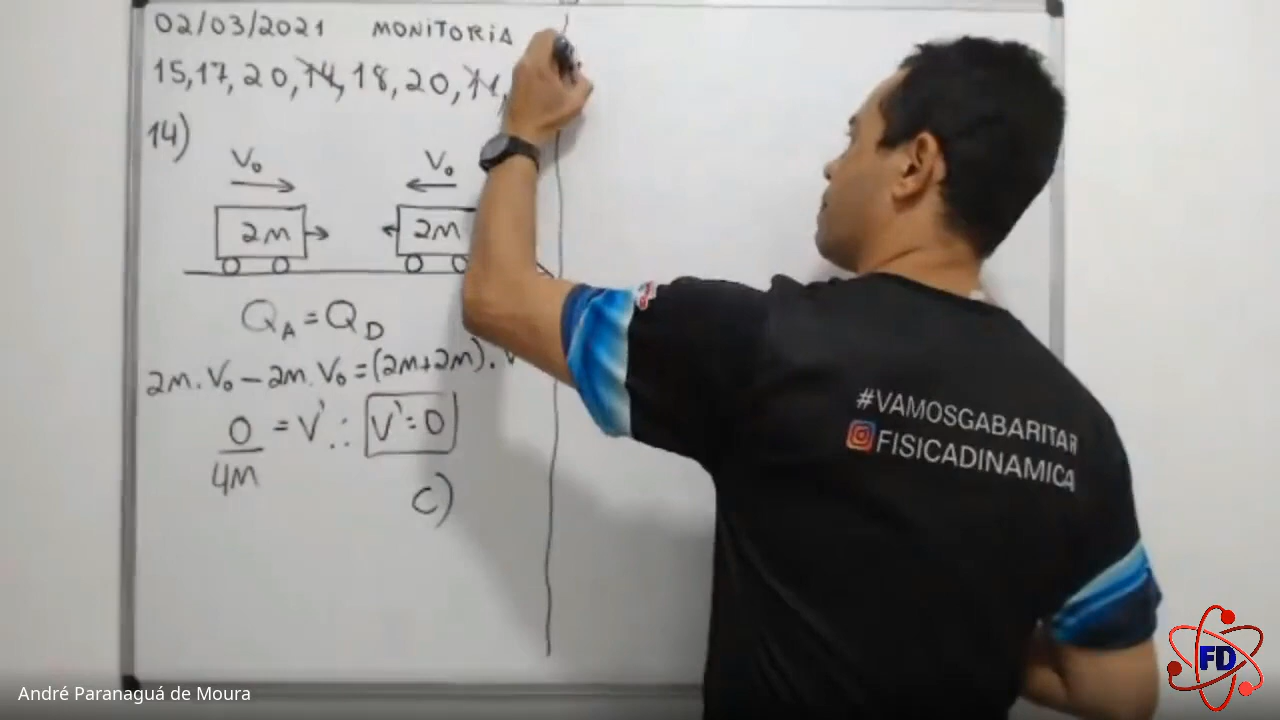 02/03/2021 MONITORIA
15, 17, 20, 14, 18, 20, 14,
14)
V₀ V₀
2M 2M
Q_A = Q_D
2M.V₀ - 2M.V₀ = (2M+2M).V
0/4M = V' ∴ V' = 0
C)
#VAMOSGABARITAR
FISICADINAMICA
FD
André Paranaguá de Moura